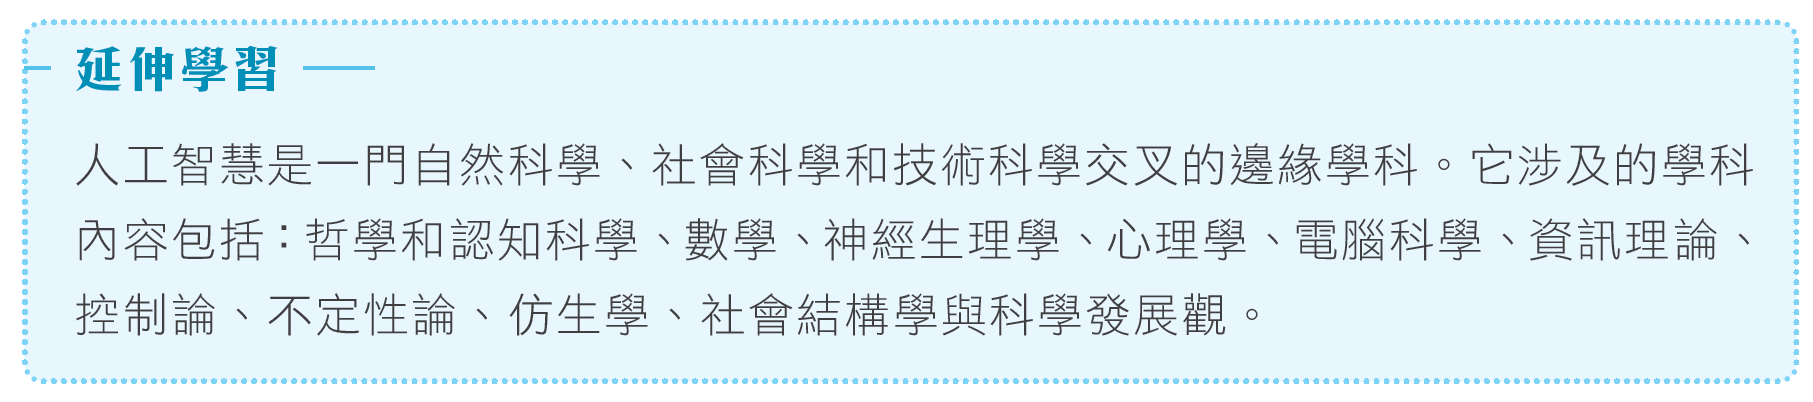 延伸學習
人工智慧是一門自然科學、社會科學和技術科學交叉的邊緣學科。它涉及的學科
內容包括：哲學和認知科學、數學、神經生理學、心理學、電腦科學、資訊理論、
控制論、不定性論、仿生學、社會結構學與科學發展觀。